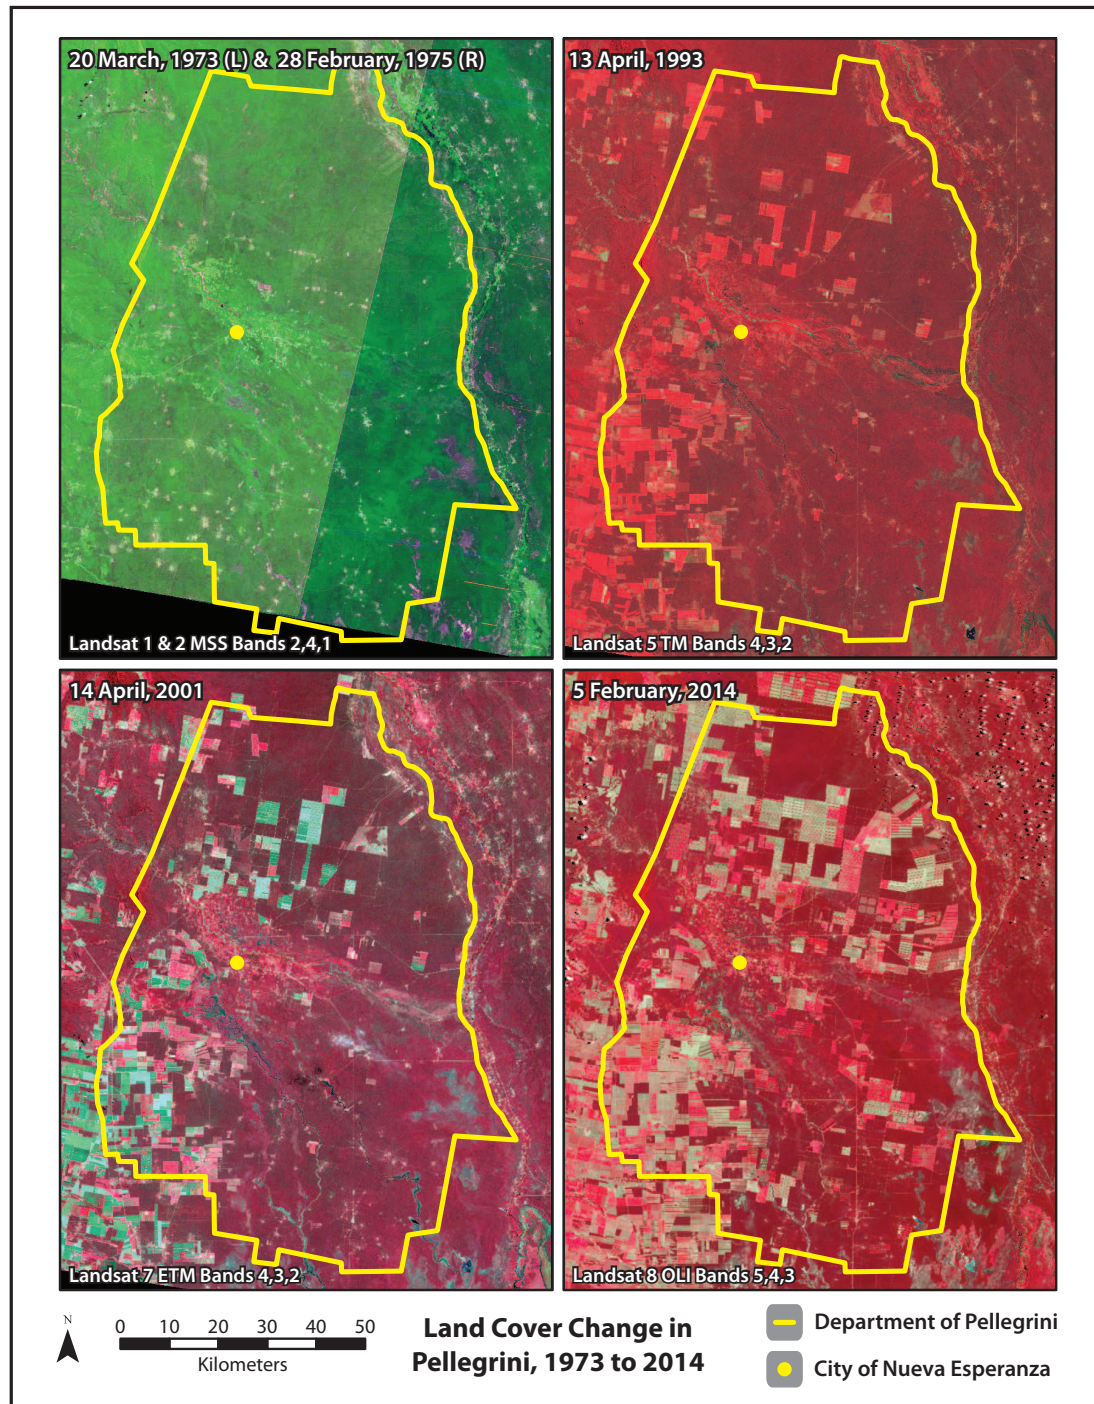 20 March, 1973 (L) & 28 February, 1975 (R)
Landsat 1 & 2 MSS Bands 2,4,1
13 April, 1993
Landsat 5 TM Bands 4,3,2
14 April, 2001
Landsat 7 ETM Bands 4,3,2
5 February, 2014
Landsat 8 OLI Bands 5,4,3
N
0 10 20 30 40 50
Kilometers
Land Cover Change in
Pellegrini, 1973 to 2014
Department of Pellegrini
City of Nueva Esperanza